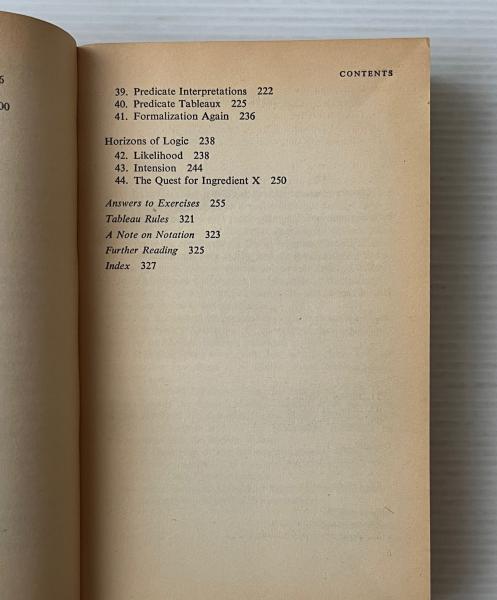 CONTENTS
39. Predicate Interpretations 222
40. Predicate Tableaux 225
41. Formalization Again 236
Horizons of Logic 238
42. Likelihood 238
43. Intension 244
44. The Quest for Ingredient X 250
Answers to Exercises 255
Tableau Rules 321
A Note on Notation 323
Further Reading 325
Index 327